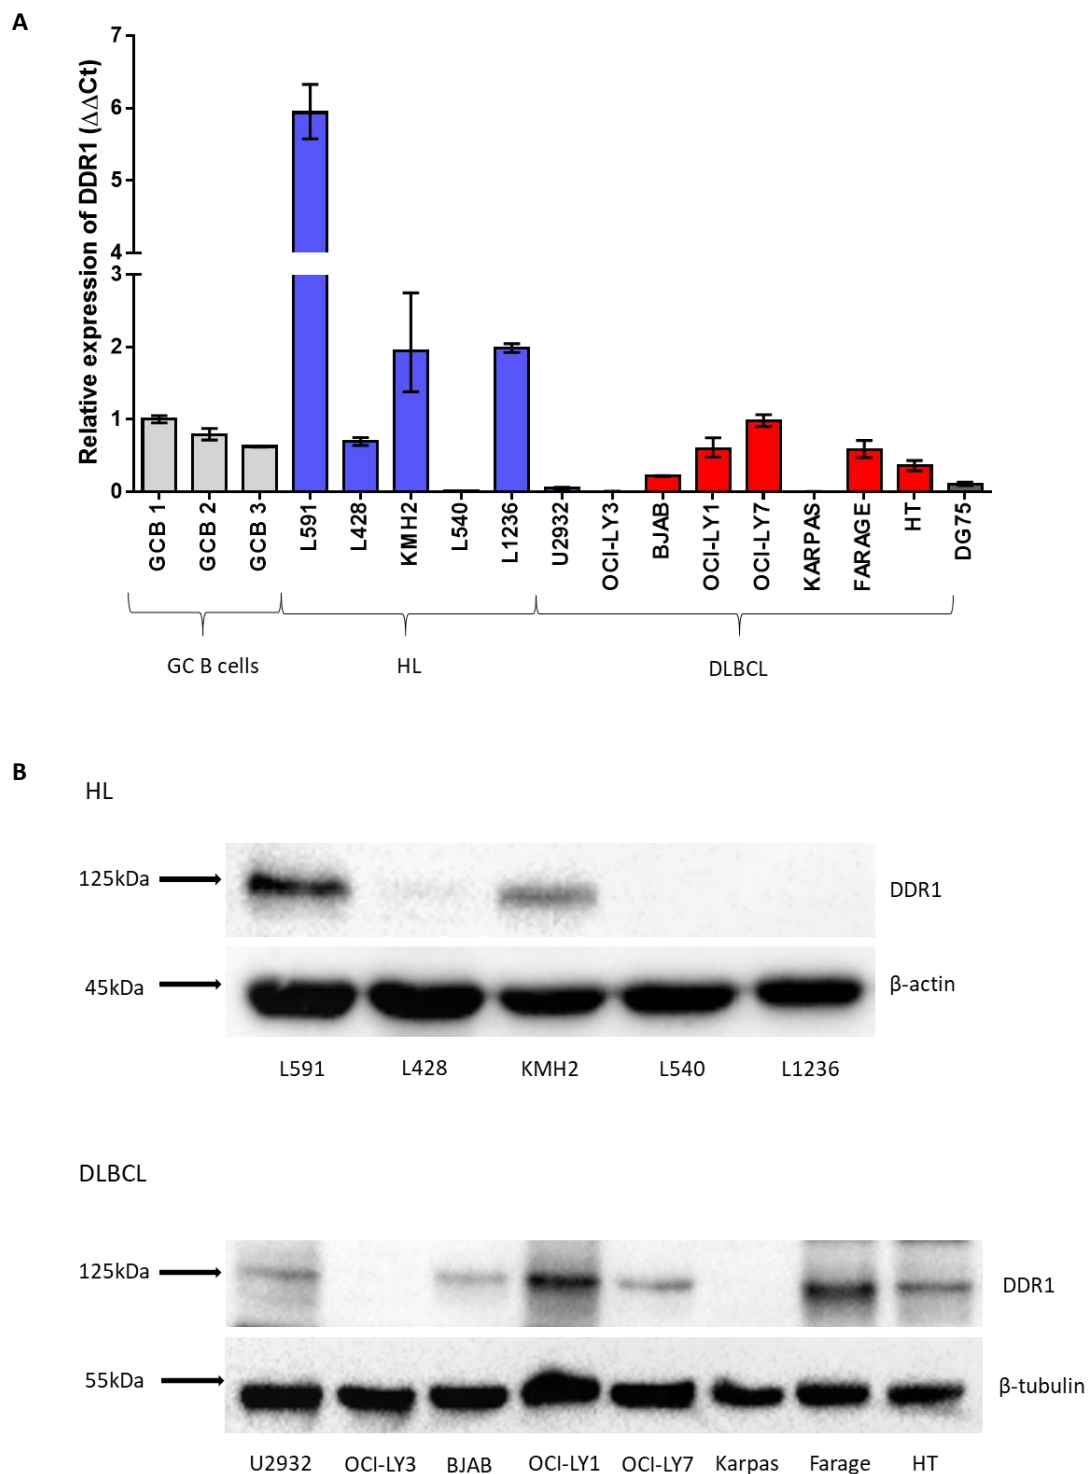 A
Relative expression of DDR1 (ΔΔCt)
7
6
5
4
3
2
1
0
GCB 1
GCB 2
GCB 3
L591
L428
KMH2
L540
L1236
U2932
OCI-LY3
BJAB
OCI-LY1
OCI-LY7
KARPAS
FARAGE
HT
DG75
GC B cells
HL
DLBCL
B
HL
125kDa
DDR1
45kDa
β-actin
L591 L428 KMH2 L540 L1236
DLBCL
125kDa
DDR1
55kDa
β-tubulin
U2932 OCI-LY3 BJAB OCI-LY1 OCI-LY7 Karpas Farage HT